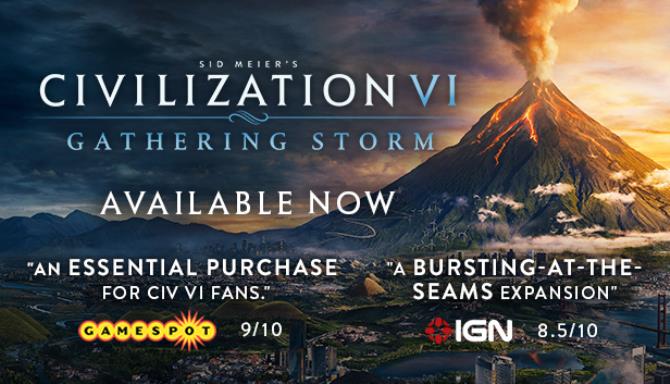 SID MEIER'S
CIVILIZATION VI
GATHERING STORM
AVAILABLE NOW
"AN ESSENTIAL PURCHASE
FOR CIV VI FANS."
GAMESPOT 9/10
"A BURSTING-AT-THE-
SEAMS EXPANSION"
IGN 8.5/10